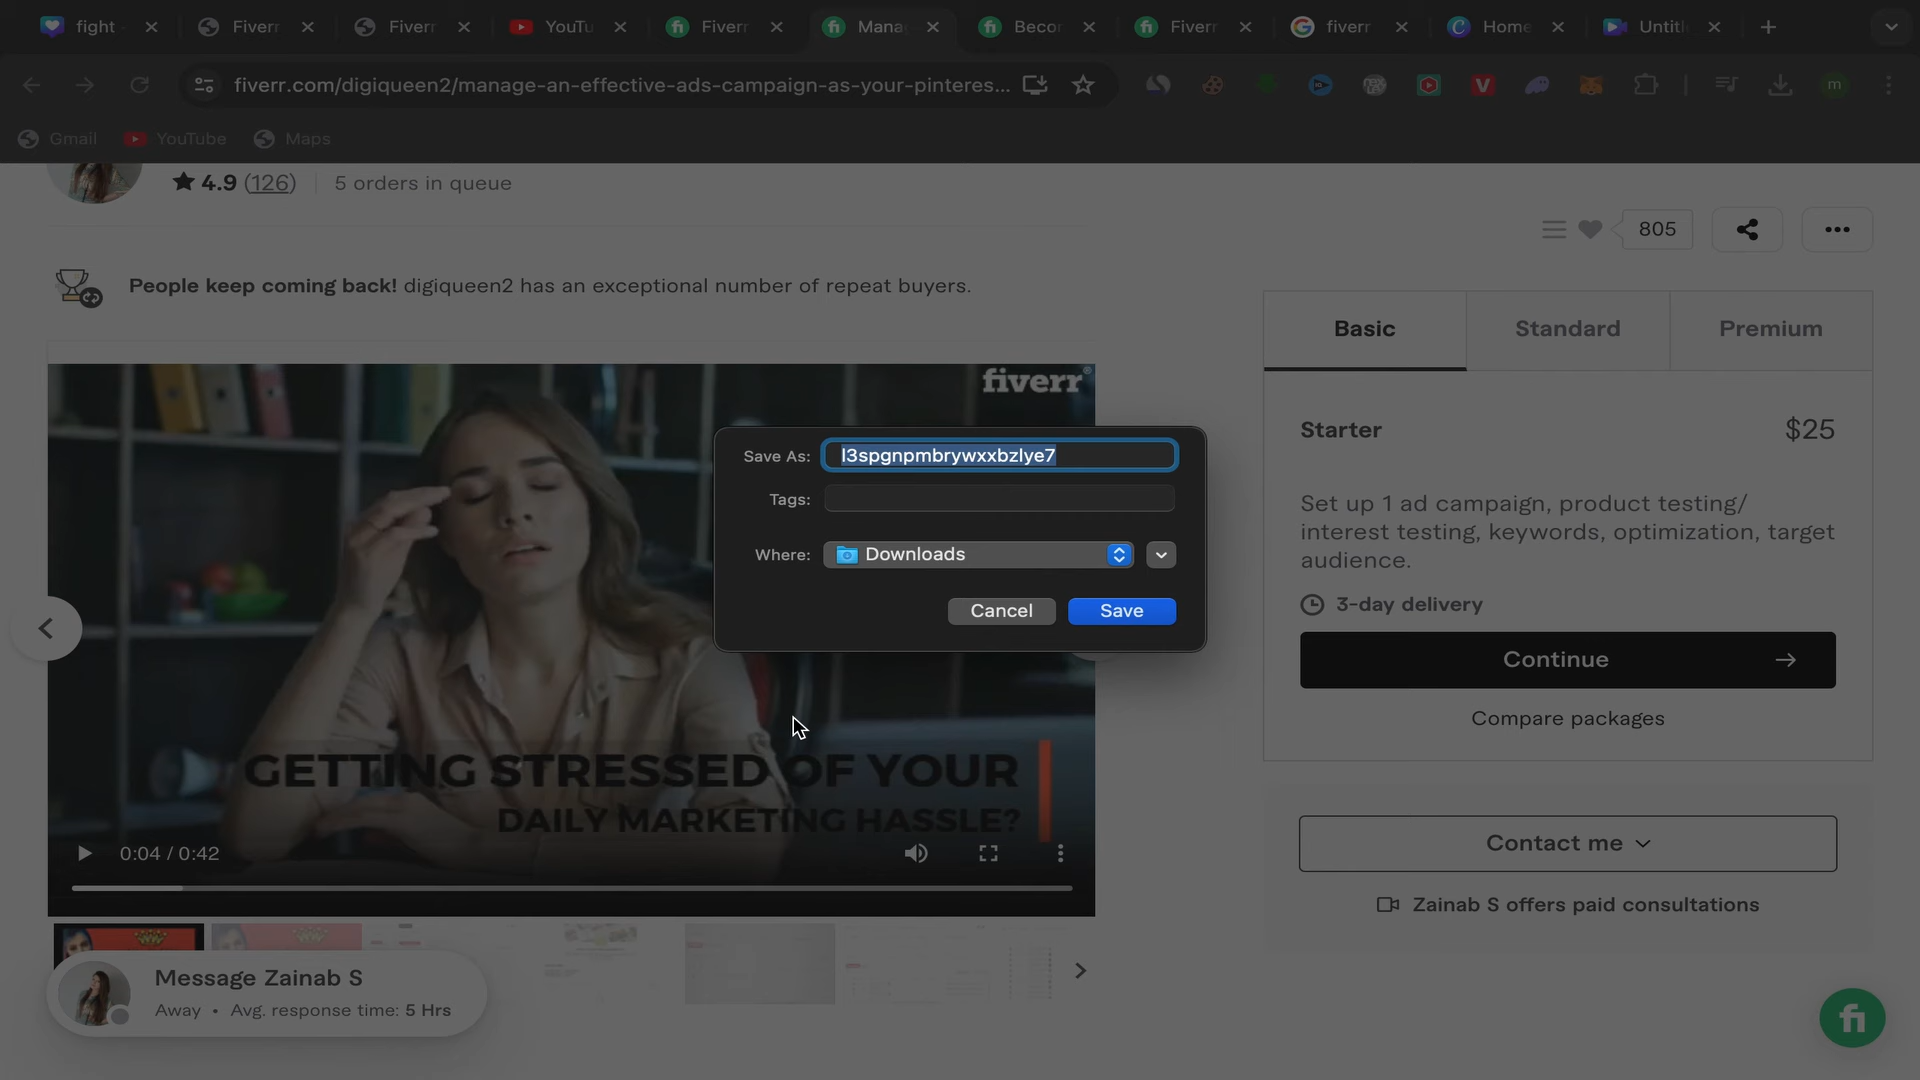 fight
Fiverr
Fiverr
YouTu
Fiverr
Mana
Becor
Fiverr
fiverr
Home
Untitl
fiverr.com/digiqueen2/manage-an-effective-ads-campaign-as-your-pinteres...
m
Gmail
YouTube
Maps
4.9 (126)
5 orders in queue
805
People keep coming back! digiqueen2 has an exceptional number of repeat buyers.
Basic
Standard
Premium
fiverr
Starter
$25
Set up 1 ad campaign, product testing/
interest testing, keywords, optimization, target
audience.
3-day delivery
Continue
Compare packages
Save As:
l3spgnpmbrywxxbzlye7
Tags:
Where:
Downloads
Cancel
Save
GETTING STRESSED OF YOUR
DAILY MARKETING HASSLE?
0:04 / 0:42
Contact me
Zainab S offers paid consultations
Message Zainab S
Away • Avg. response time: 5 Hrs
fi